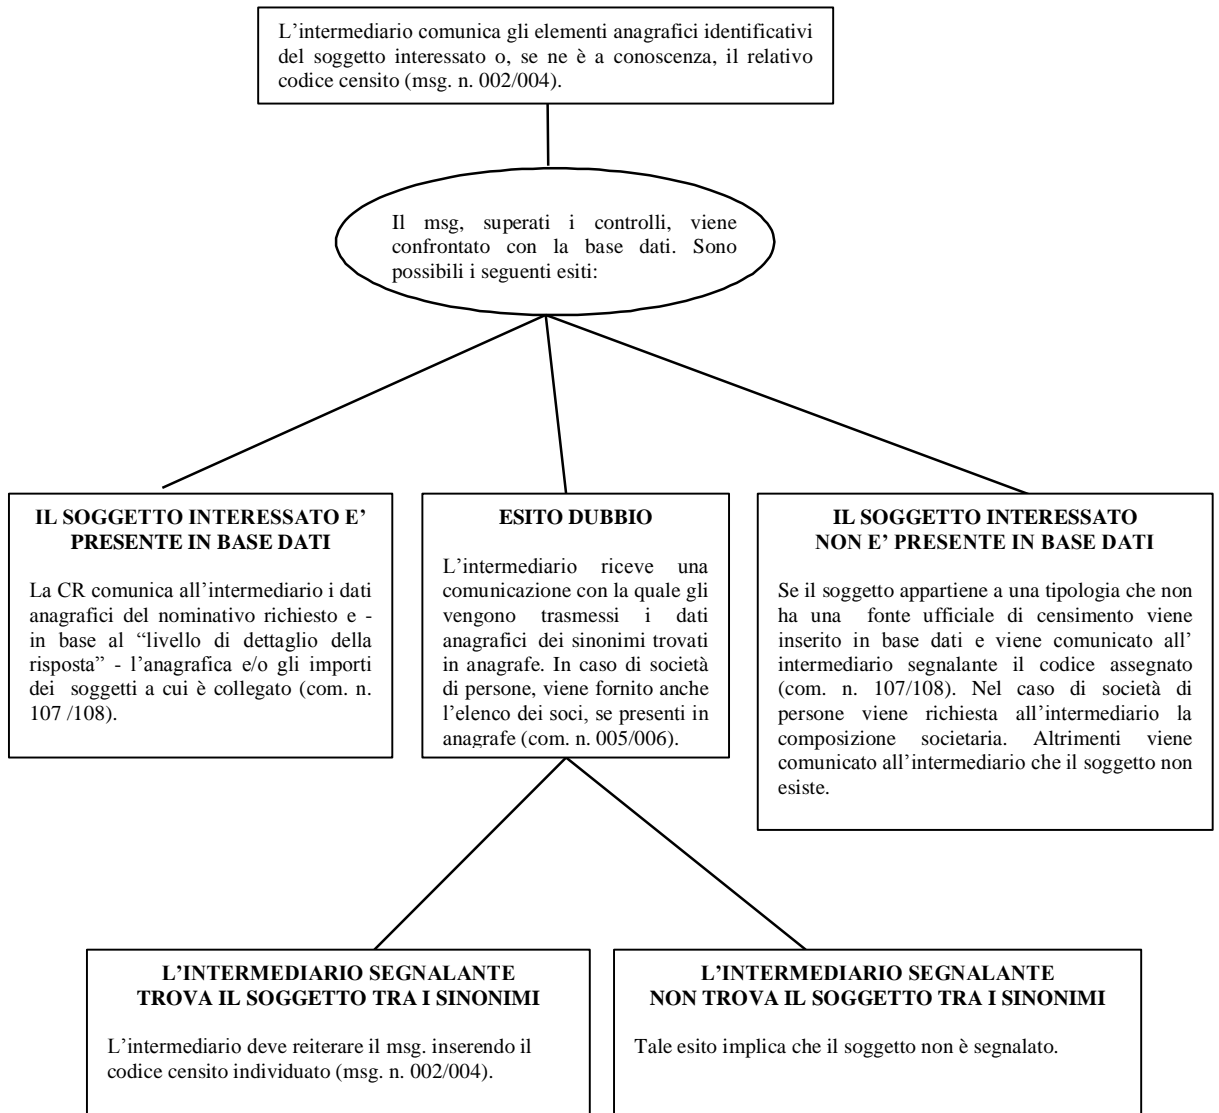 L’intermediario comunica gli elementi anagrafici identificativi
del soggetto interessato o, se ne è a conoscenza, il relativo
codice censito (msg. n. 002/004).
Il msg, superati i controlli, viene
confrontato con la base dati. Sono
possibili i seguenti esiti:
IL SOGGETTO INTERESSATO E’
PRESENTE IN BASE DATI
La CR comunica all’intermediario i dati
anagrafici del nominativo richiesto e -
in base al “livello di dettaglio della
risposta” - l’anagrafica e/o gli importi
dei soggetti a cui è collegato (com. n.
107 /108).
ESITO DUBBIO
L’intermediario riceve una
comunicazione con la quale gli
vengono trasmessi i dati
anagrafici dei sinonimi trovati
in anagrafe. In caso di società
di persone, viene fornito anche
l’elenco dei soci, se presenti in
anagrafe (com. n. 005/006).
IL SOGGETTO INTERESSATO
NON E’ PRESENTE IN BASE DATI
Se il soggetto appartiene a una tipologia che non
ha una fonte ufficiale di censimento viene
inserito in base dati e viene comunicato all’
intermediario segnalante il codice assegnato
(com. n. 107/108). Nel caso di società di
persone viene richiesta all’intermediario la
composizione societaria. Altrimenti viene
comunicato all’intermediario che il soggetto non
esiste.
L’INTERMEDIARIO SEGNALANTE
TROVA IL SOGGETTO TRA I SINONIMI
L’intermediario deve reiterare il msg. inserendo il
codice censito individuato (msg. n. 002/004).
L’INTERMEDIARIO SEGNALANTE
NON TROVA IL SOGGETTO TRA I SINONIMI
Tale esito implica che il soggetto non è segnalato.